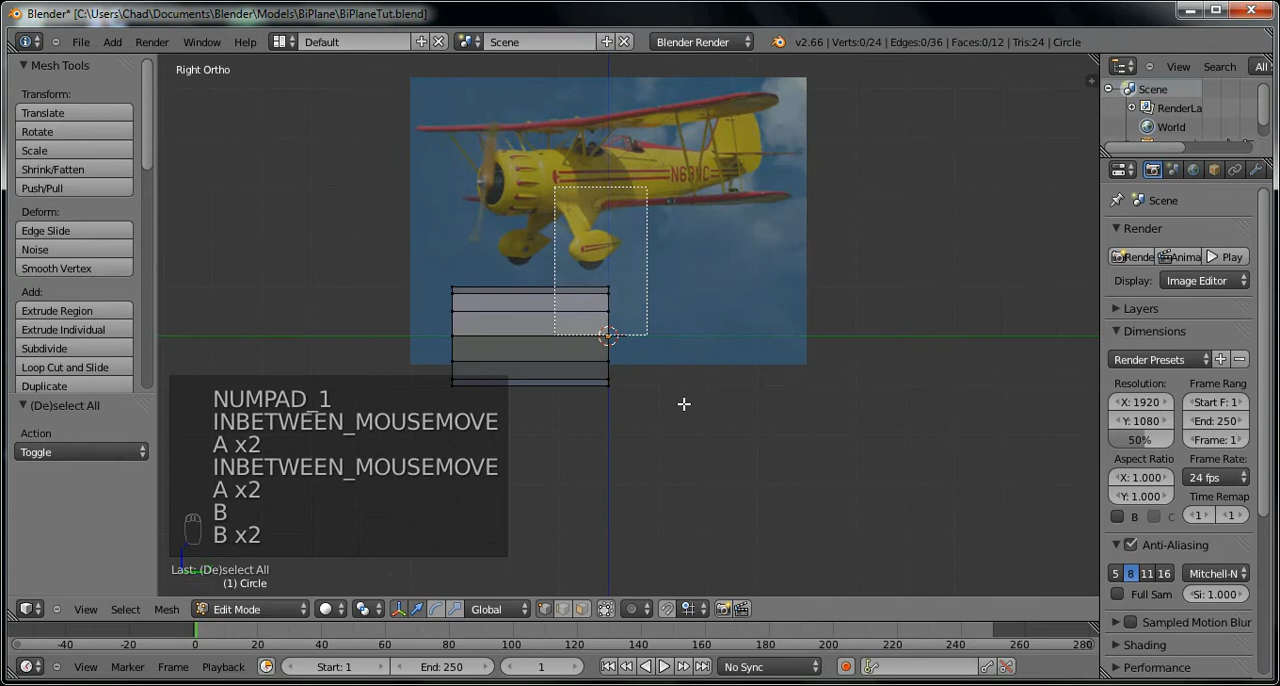 Blender* [C:\Users\Chad\Documents\Blender\Models\BiPlane\BiPlaneTut.blend]
File Add Render Window Help Default Scene Blender Render v2.66 | Verts:0/24 | Edges:0/36 | Faces:0/12 | Tris:24 | Circle
Mesh Tools
Transform:
Translate
Rotate
Scale
Shrink/Fatten
Push/Pull
Deform:
Edge Slide
Noise
Smooth Vertex
Add:
Extrude Region
Extrude Individual
Subdivide
Loop Cut and Slide
Duplicate
(De)select All
Action
Toggle
Right Ortho
NUMPAD_1
INBETWEEN_MOUSEMOVE
A x2
INBETWEEN_MOUSEMOVE
A x2
B
B x2
Last: (De)select All
(1) Circle
View Select Mesh Edit Mode Global
-40 -20 0 20 40 60 80 100 120 140 160 180 200 220 240 260 280
View Marker Frame Playback Start: 1 End: 250 1 No Sync
View Search All
Scene
RenderLa
World
Scene
Render
Rende Anima Play
Display: Image Editor
Layers
Dimensions
Render Presets
Resolution: Frame Rang
X: 1920 Start F: 1
Y: 1080 End: 250
50% Frame: 1
Aspect Ratio Frame Rate:
X: 1.000 24 fps
Y: 1.000 Time Remap
B C 1 1
Anti-Aliasing
5 8 11 16 Mitchell-N
Full Sam Si: 1.000
Sampled Motion Blur
Shading
Performance